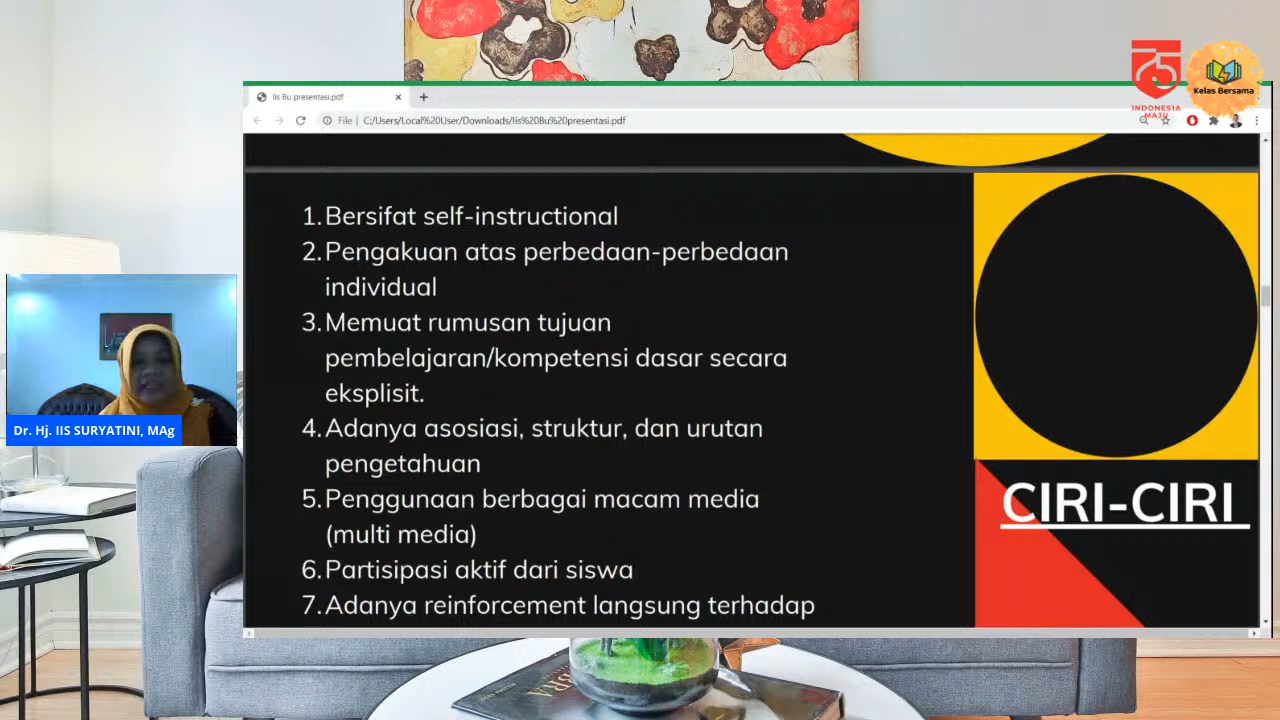 75
INDONESIA
MAJU
Kelas Bersama
Iis Bu presentasi.pdf
File
C:/Users/Local%20User/Downloads/Iis%20Bu%20presentasi.pdf
1. Bersifat self-instructional
2. Pengakuan atas perbedaan-perbedaan
individual
3. Memuat rumusan tujuan
pembelajaran/kompetensi dasar secara
eksplisit.
4. Adanya asosiasi, struktur, dan urutan
pengetahuan
5. Penggunaan berbagai macam media
(multi media)
6. Partisipasi aktif dari siswa
7. Adanya reinforcement langsung terhadap
CIRI-CIRI
Dr. Hj. IIS SURYATINI, MAg